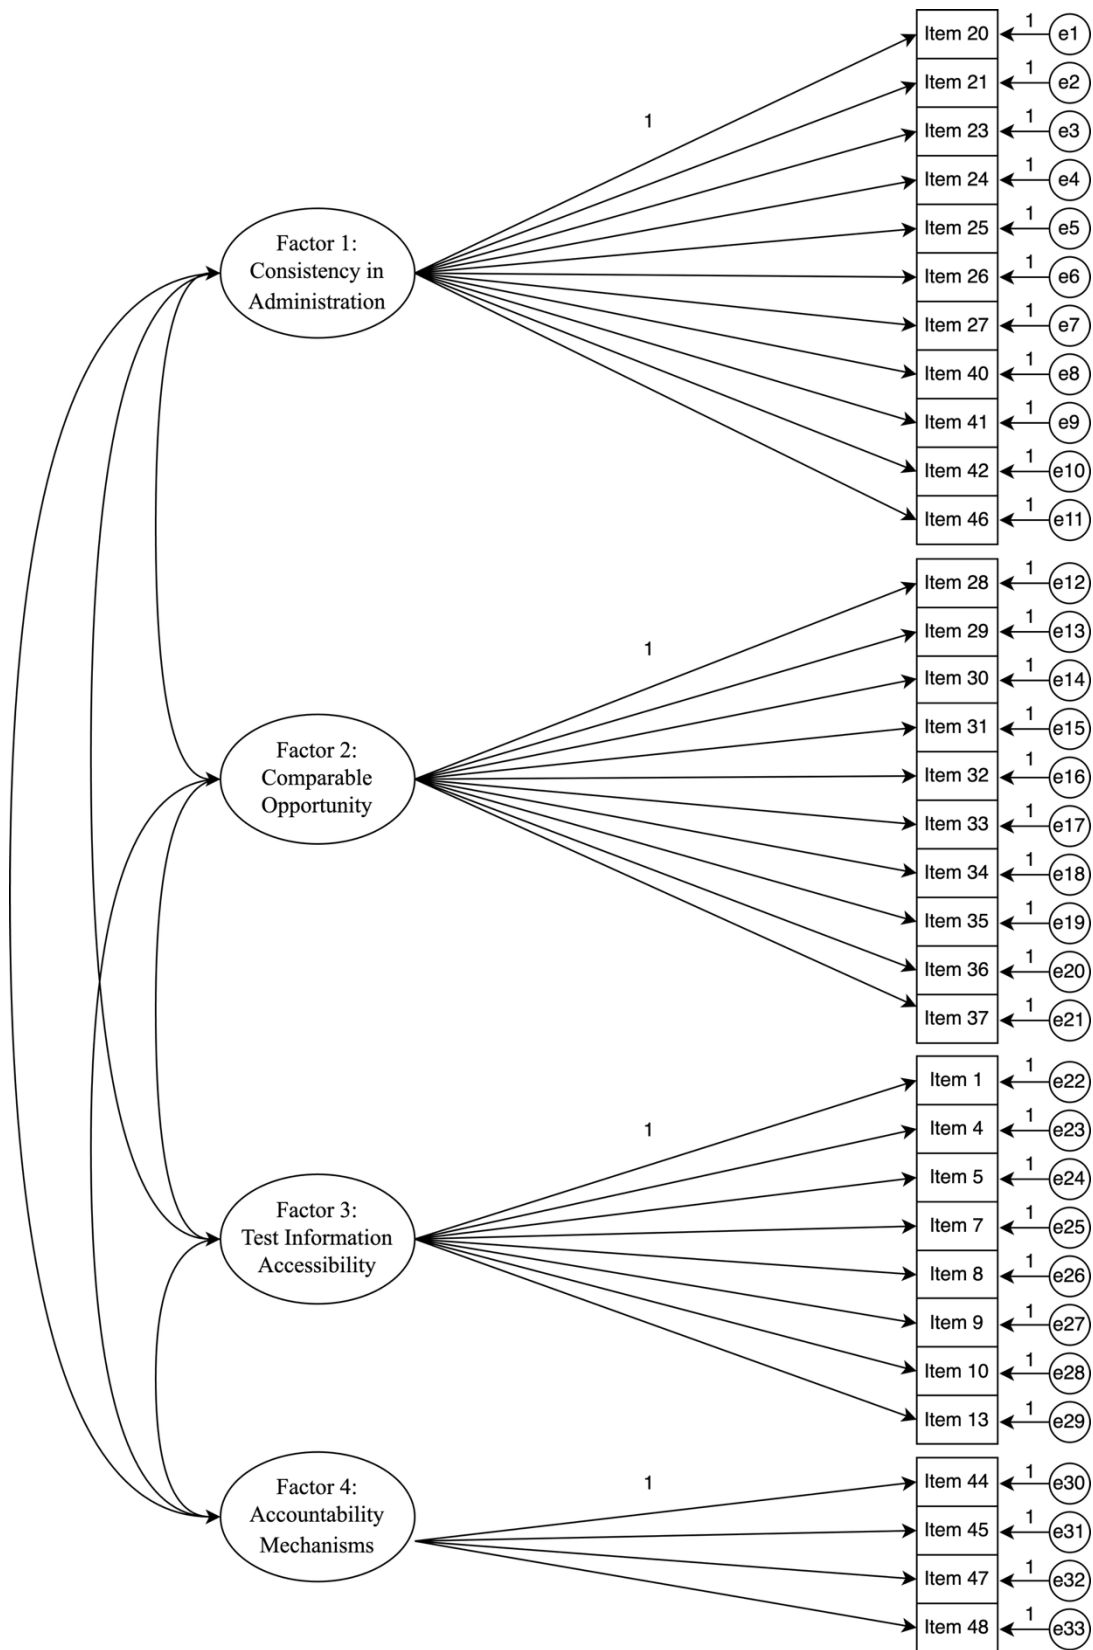 Factor 1:
Consistency in
Administration
1
Item 20 1 e1
Item 21 1 e2
Item 23 1 e3
Item 24 1 e4
Item 25 1 e5
Item 26 1 e6
Item 27 1 e7
Item 40 1 e8
Item 41 1 e9
Item 42 1 e10
Item 46 1 e11
Factor 2:
Comparable
Opportunity
1
Item 28 1 e12
Item 29 1 e13
Item 30 1 e14
Item 31 1 e15
Item 32 1 e16
Item 33 1 e17
Item 34 1 e18
Item 35 1 e19
Item 36 1 e20
Item 37 1 e21
Factor 3:
Test Information
Accessibility
1
Item 1 1 e22
Item 4 1 e23
Item 5 1 e24
Item 7 1 e25
Item 8 1 e26
Item 9 1 e27
Item 10 1 e28
Item 13 1 e29
Factor 4:
Accountability
Mechanisms
1
Item 44 1 e30
Item 45 1 e31
Item 47 1 e32
Item 48 1 e33